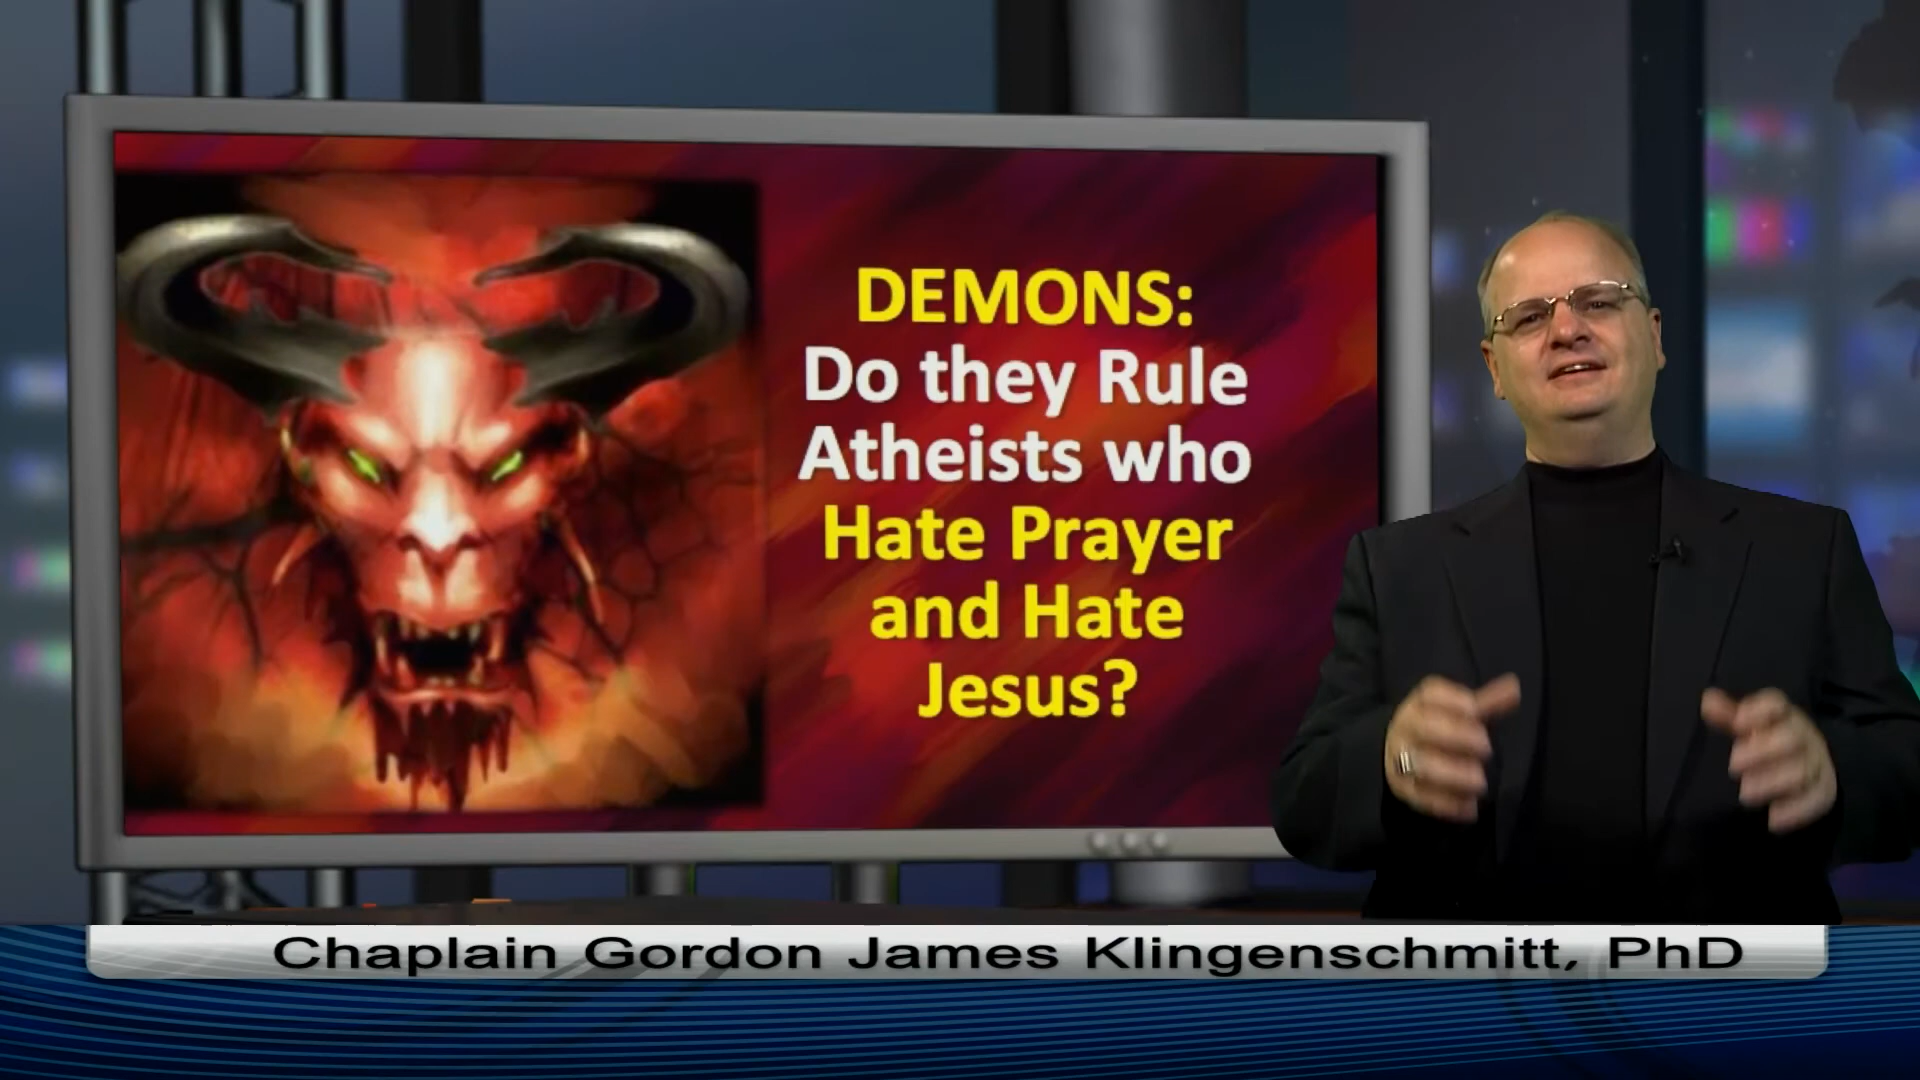 DEMONS:
Do they Rule
Atheists who
Hate Prayer
and Hate
Jesus?
Chaplain Gordon James Klingenschmitt, PhD